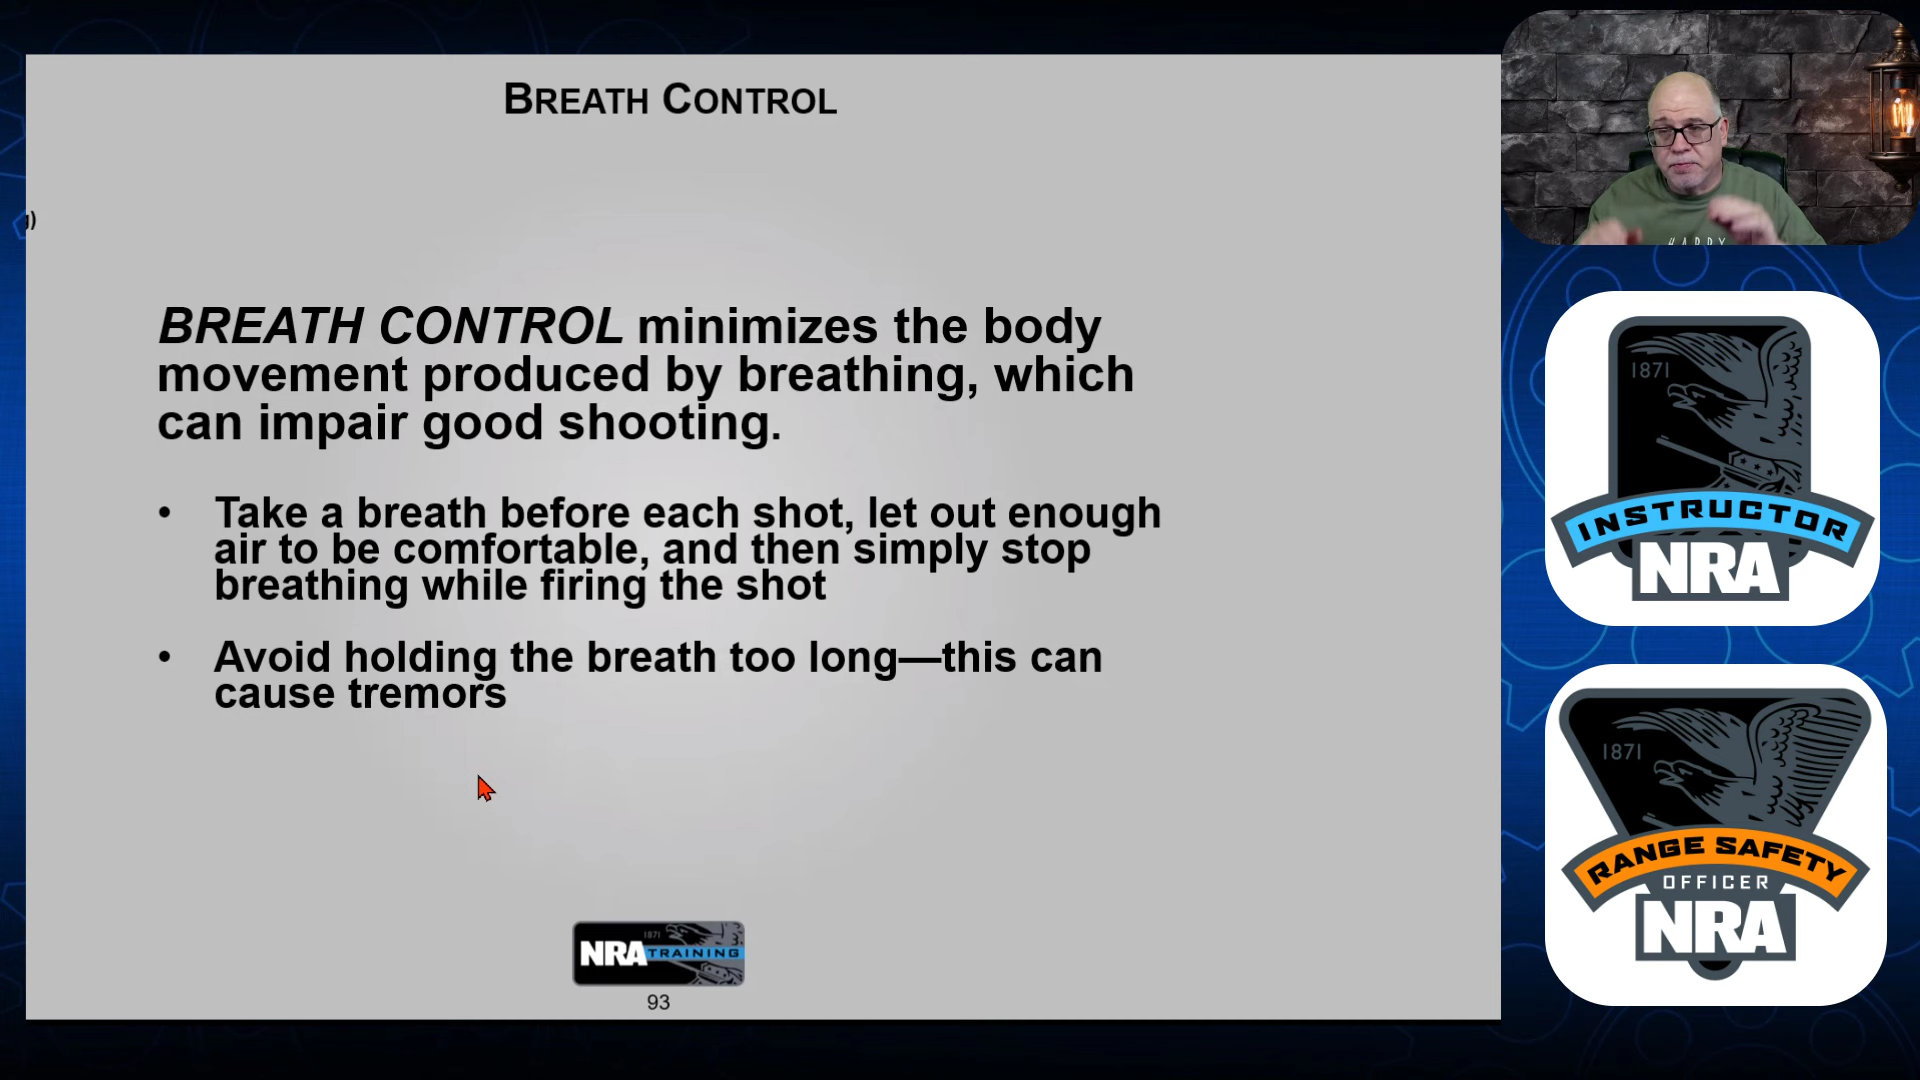 BREATH CONTROL
)
BREATH CONTROL minimizes the body
movement produced by breathing, which
can impair good shooting.
• Take a breath before each shot, let out enough
air to be comfortable, and then simply stop
breathing while firing the shot
• Avoid holding the breath too long—this can
cause tremors
1871
NRA TRAINING
93
HAPPY
1871
INSTRUCTOR
NRA
1871
RANGE SAFETY
OFFICER
NRA